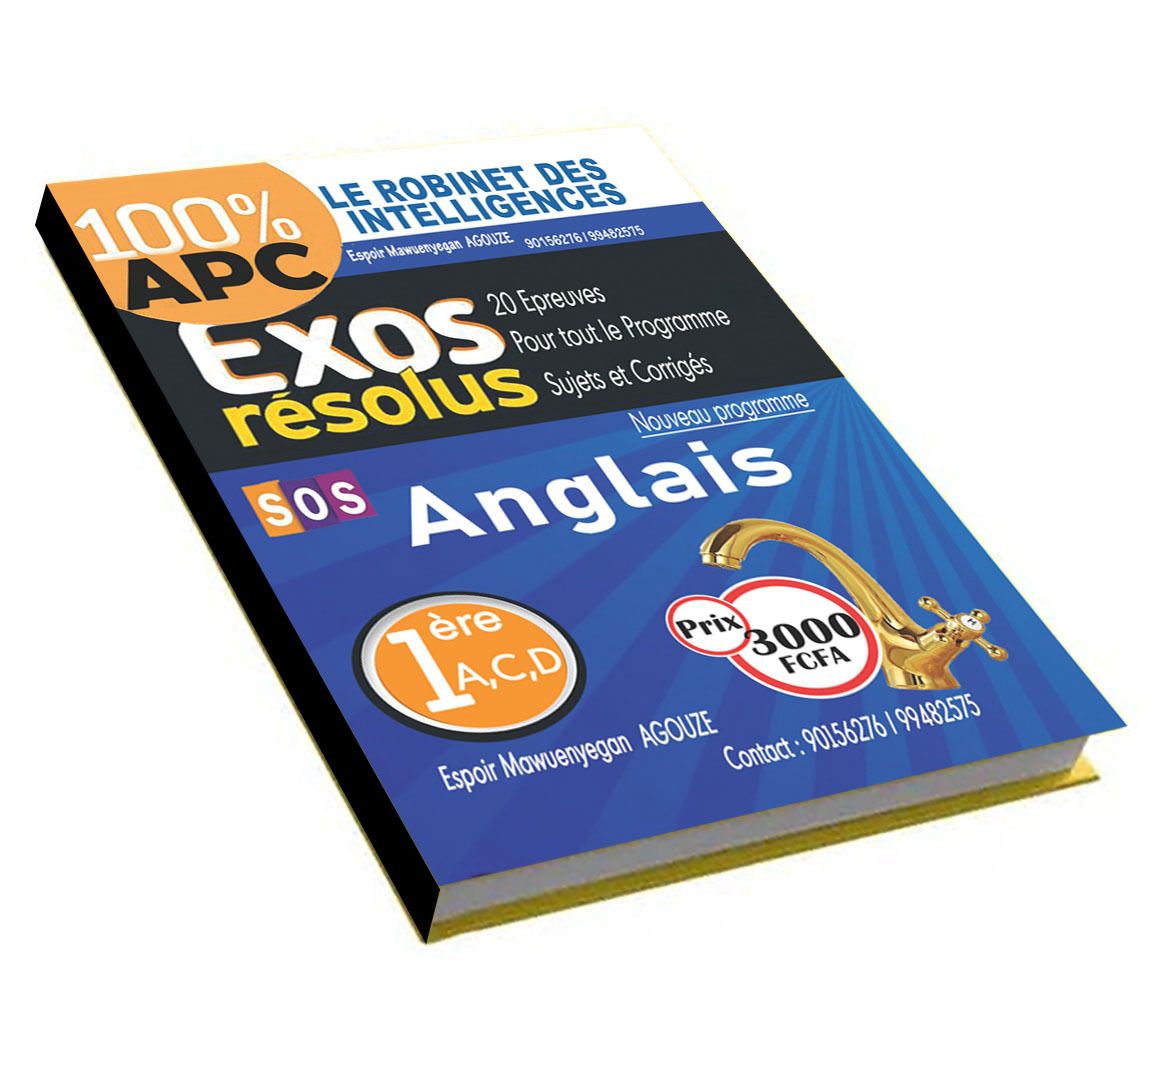 100%
APC
LE ROBINET DES
INTELLIGENCES
Espoir Mawuenyegan AGOUZE 90156276 / 99482575
Exos
résolus
20 Epreuves
Pour tout le Programme
Sujets et Corrigés
Nouveau programme
SOS
Anglais
1ère
A,C,D
Prix
3000
FCFA
H
Espoir Mawuenyegan AGOUZE
Contact : 90156276 / 99482575